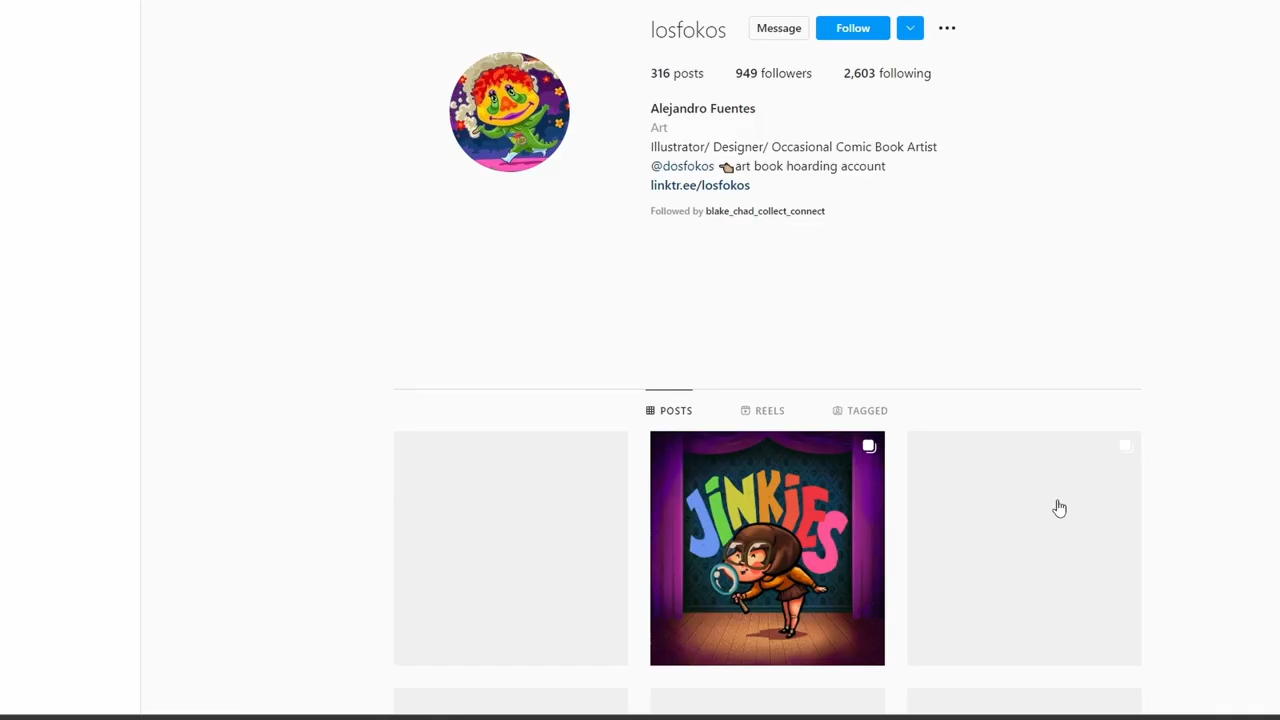 losfokos
Message
Follow
316 posts
949 followers
2,603 following
Alejandro Fuentes
Art
Illustrator/ Designer/ Occasional Comic Book Artist
@dosfokos 👈🏽art book hoarding account
linktr.ee/losfokos
Followed by blake_chad_collect_connect
POSTS
REELS
TAGGED
JINKIES